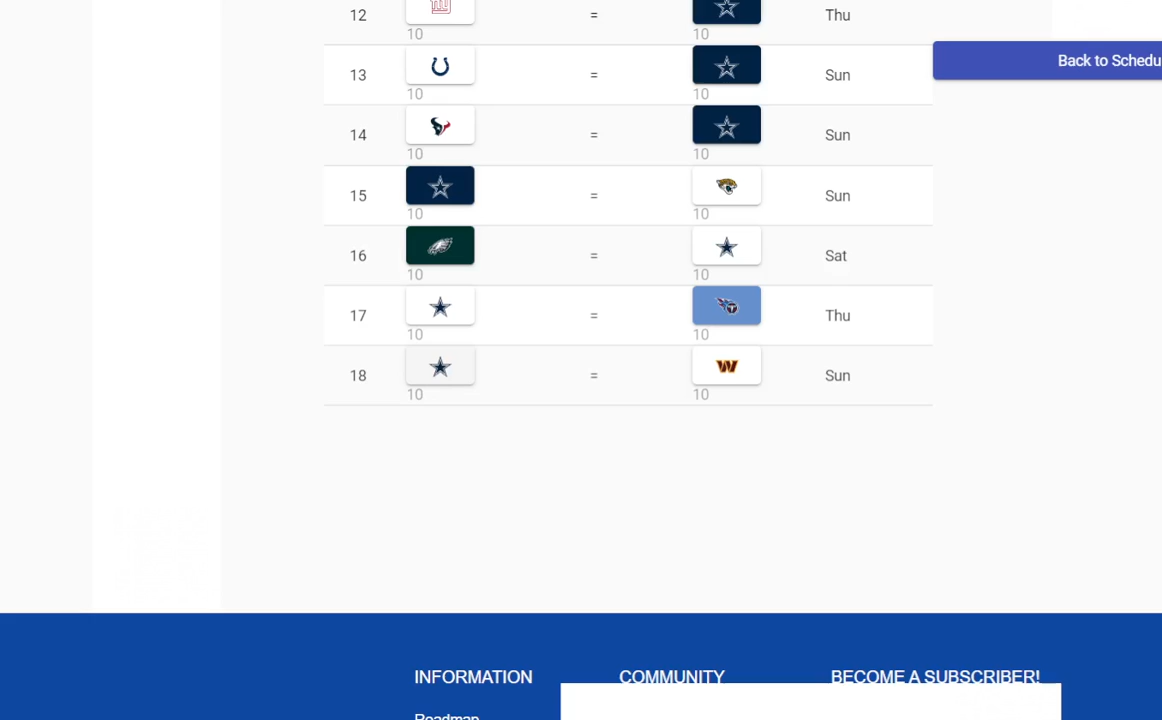 12 = Thu
10 10
13 = Sun
10 10
14 = Sun
10 10
15 = Sun
10 10
16 = Sat
10 10
17 = Thu
10 10
18 = Sun
10 10
Back to Schedu
INFORMATION COMMUNITY BECOME A SUBSCRIBER!
Roadmap